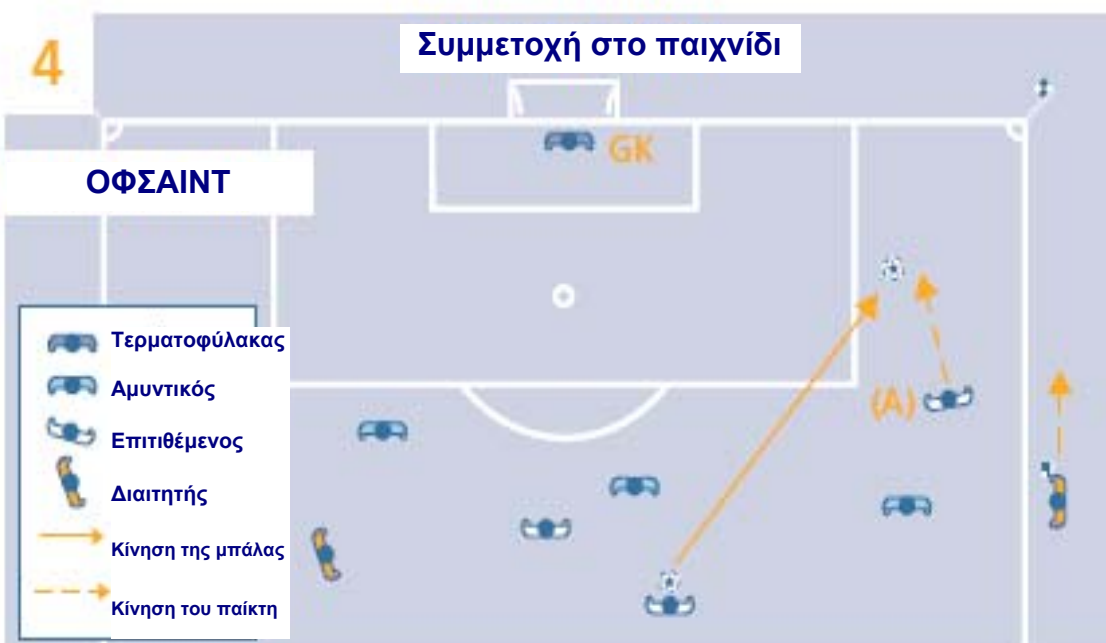 4
Συμμετοχή στο παιχνίδι
GK
ΟΦΣΑΙΝΤ
(A)
Τερματοφύλακας
Αμυντικός
Επιτιθέμενος
Διαιτητής
Κίνηση της μπάλας
Κίνηση του παίκτη